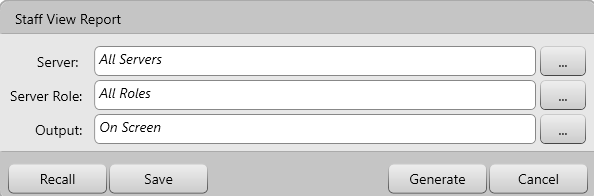 Staff View Report
Server: All Servers ...
Server Role: All Roles ...
Output: On Screen ...
Recall Save Generate Cancel